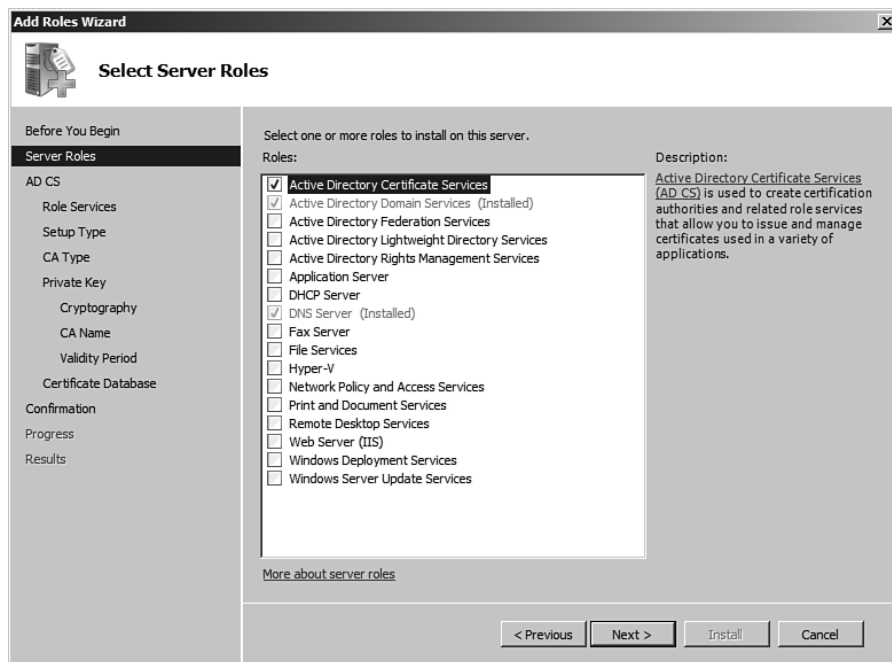 Add Roles Wizard
Select Server Roles
Before You Begin
Server Roles
AD CS
Role Services
Setup Type
CA Type
Private Key
Cryptography
CA Name
Validity Period
Certificate Database
Confirmation
Progress
Results
Select one or more roles to install on this server.
Roles:
Active Directory Certificate Services
Active Directory Domain Services (Installed)
Active Directory Federation Services
Active Directory Lightweight Directory Services
Active Directory Rights Management Services
Application Server
DHCP Server
DNS Server (Installed)
Fax Server
File Services
Hyper-V
Network Policy and Access Services
Print and Document Services
Remote Desktop Services
Web Server (IIS)
Windows Deployment Services
Windows Server Update Services
More about server roles
Description:
Active Directory Certificate Services
(AD CS) is used to create certification
authorities and related role services
that allow you to issue and manage
certificates used in a variety of
applications.
< Previous
Next >
Install
Cancel